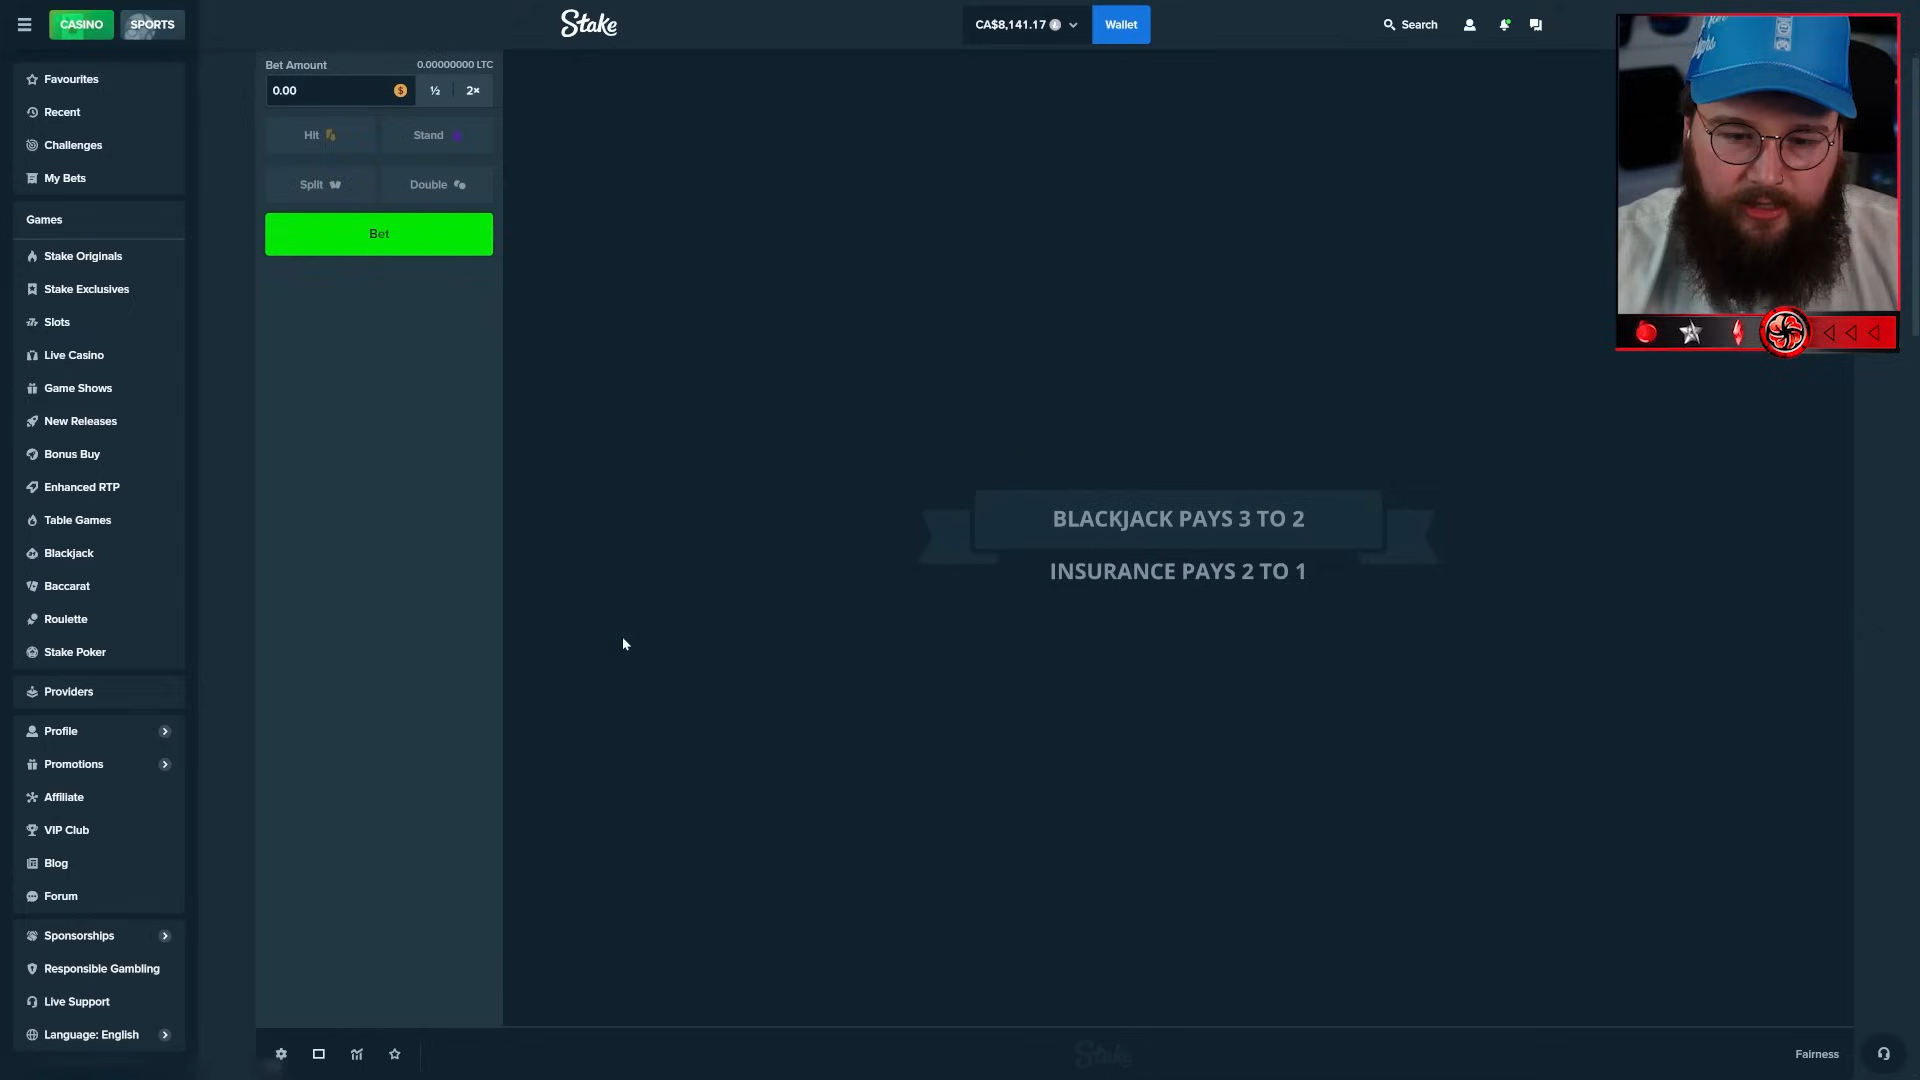 CASINO
SPORTS
Stake
CA$8,141.17
Wallet
Search
Favourites
Recent
Challenges
My Bets
Games
Stake Originals
Stake Exclusives
Slots
Live Casino
Game Shows
New Releases
Bonus Buy
Enhanced RTP
Table Games
Blackjack
Baccarat
Roulette
Stake Poker
Providers
Profile
Promotions
Affiliate
VIP Club
Blog
Forum
Sponsorships
Responsible Gambling
Live Support
Language: English
Bet Amount 0.00000000 LTC
0.00 ½ 2×
Hit Stand
Split Double
Bet
BLACKJACK PAYS 3 TO 2
INSURANCE PAYS 2 TO 1
Stake
Fairness